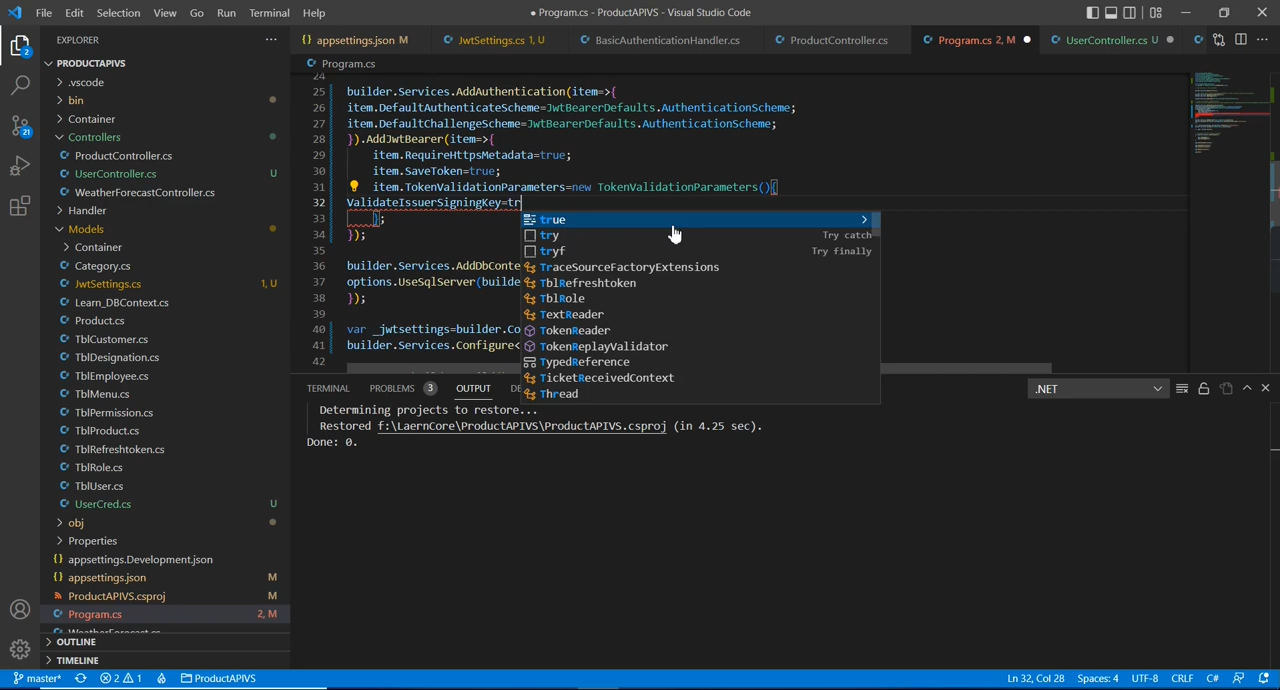 File Edit Selection View Go Run Terminal Help
● Program.cs - ProductAPIVS - Visual Studio Code
EXPLORER
appsettings.json M
JwtSettings.cs 1, U
BasicAuthenticationHandler.cs
ProductController.cs
Program.cs 2, M
UserController.cs U
PRODUCTAPIVS
.vscode
bin
Container
Controllers
ProductController.cs
UserController.cs U
WeatherForecastController.cs
Handler
Models
Container
Category.cs
JwtSettings.cs 1, U
Learn_DBContext.cs
Product.cs
TblCustomer.cs
TblDesignation.cs
TblEmployee.cs
TblMenu.cs
TblPermission.cs
TblProduct.cs
TblRefreshtoken.cs
TblRole.cs
TblUser.cs
UserCred.cs U
obj
Properties
appsettings.Development.json
appsettings.json M
ProductAPIVS.csproj M
Program.cs 2, M
WeatherForecast.cs
OUTLINE
TIMELINE
Program.cs
24
25 builder.Services.AddAuthentication(item=>{
26 item.DefaultAuthenticateScheme=JwtBearerDefaults.AuthenticationScheme;
27 item.DefaultChallengeScheme=JwtBearerDefaults.AuthenticationScheme;
28 }).AddJwtBearer(item=>{
29 item.RequireHttpsMetadata=true;
30 item.SaveToken=true;
31 item.TokenValidationParameters=new TokenValidationParameters(){
32 ValidateIssuerSigningKey=tr
33 };
34 });
35
36 builder.Services.AddDbConte
37 options.UseSqlServer(builde
38 });
39
40 var _jwtsettings=builder.Co
41 builder.Services.Configure<
42
true
try Try catch
tryf Try finally
TraceSourceFactoryExtensions
TblRefreshtoken
TblRole
TextReader
TokenReader
TokenReplayValidator
TypedReference
TicketReceivedContext
Thread
TERMINAL PROBLEMS 3 OUTPUT DE
.NET
Determining projects to restore...
Restored f:\LaernCore\ProductAPIVS\ProductAPIVS.csproj (in 4.25 sec).
Done: 0.
2
21
master* 2 1 ProductAPIVS
Ln 32, Col 28 Spaces: 4 UTF-8 CRLF C#